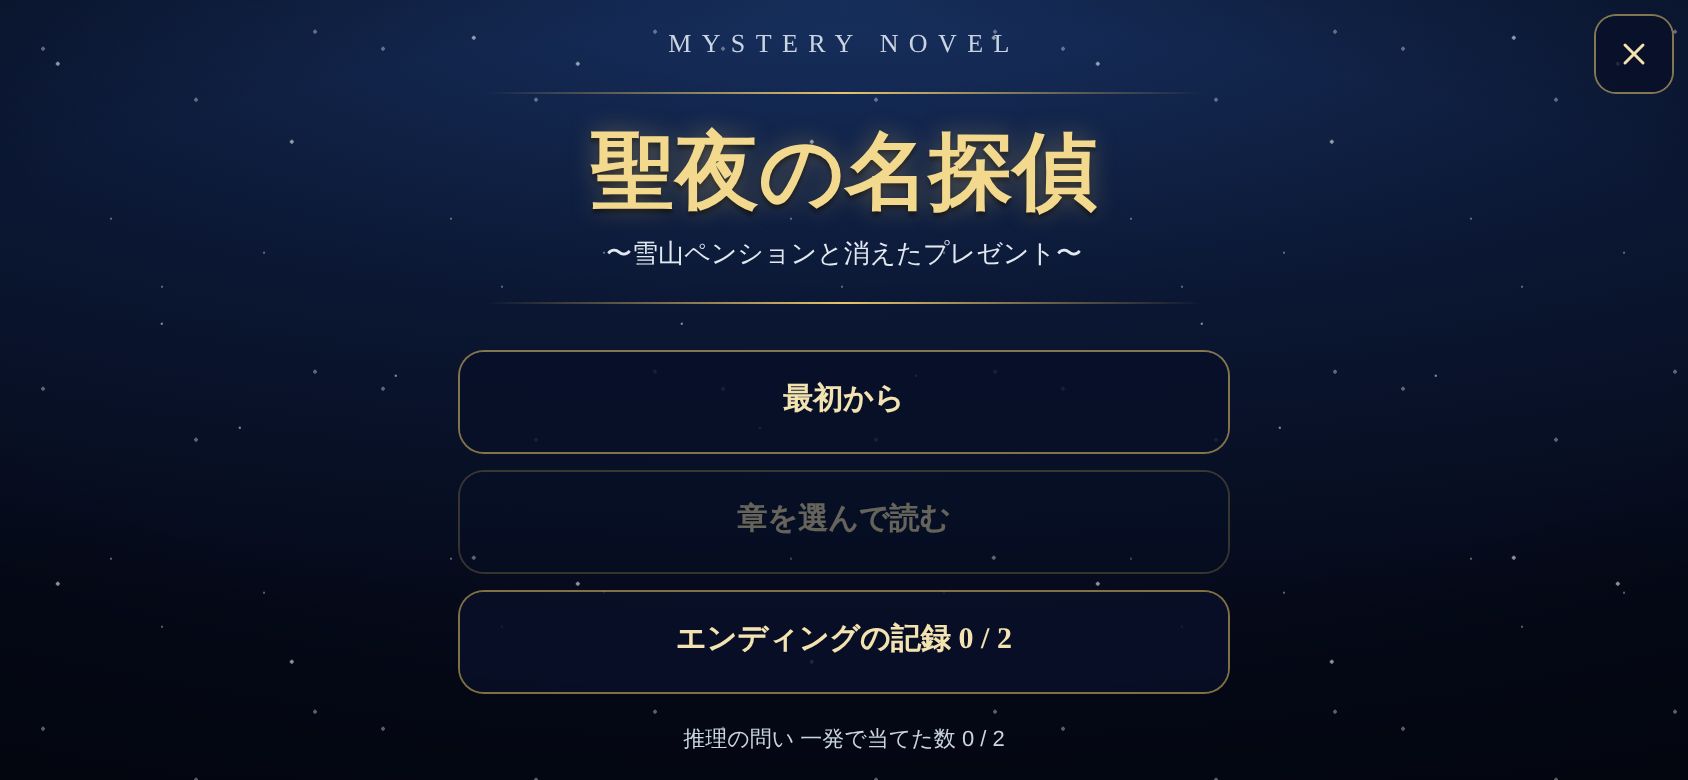 MYSTERY NOVEL
聖夜の名探偵
〜雪山ペンションと消えたプレゼント〜
最初から
章を選んで読む
エンディングの記録 0 / 2
推理の問い 一発で当てた数 0 / 2